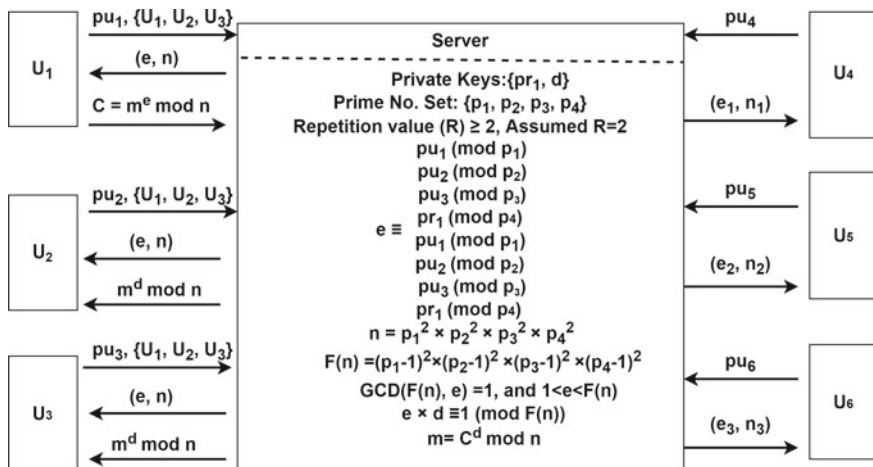 pu₁, {U₁, U₂, U₃}
U₁
(e, n)
C = mᵉ mod n
pu₂, {U₁, U₂, U₃}
U₂
(e, n)
mᵈ mod n
pu₃, {U₁, U₂, U₃}
U₃
(e, n)
mᵈ mod n
Server
Private Keys:{pr₁, d}
Prime No. Set: {p₁, p₂, p₃, p₄}
Repetition value (R) ≥ 2, Assumed R=2
pu₁ (mod p₁)
pu₂ (mod p₂)
pu₃ (mod p₃)
pr₁ (mod p₄)
e ≡
pu₁ (mod p₁)
pu₂ (mod p₂)
pu₃ (mod p₃)
pr₁ (mod p₄)
n = p₁² × p₂² × p₃² × p₄²
F(n) =(p₁-1)²×(p₂-1)² ×(p₃-1)² ×(p₄-1)²
GCD(F(n), e) =1, and 1<e<F(n)
e × d ≡1 (mod F(n))
m= Cᵈ mod n
pu₄
U₄
(e₁, n₁)
pu₅
U₅
(e₂, n₂)
pu₆
U₆
(e₃, n₃)